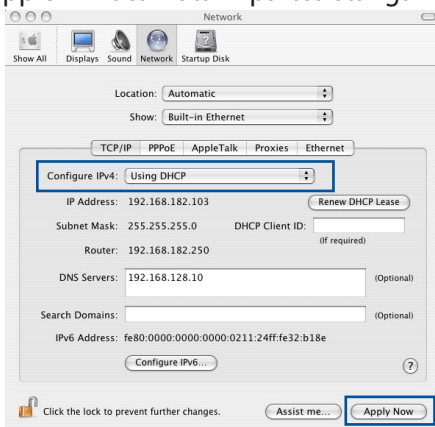 Network
Show All Displays Sound Network Startup Disk
Location: Automatic
Show: Built-in Ethernet
TCP/IP PPPoE AppleTalk Proxies Ethernet
Configure IPv4: Using DHCP
IP Address: 192.168.182.103 Renew DHCP Lease
Subnet Mask: 255.255.255.0 DHCP Client ID:
(If required)
Router: 192.168.182.250
DNS Servers: 192.168.128.10 (Optional)
Search Domains: (Optional)
IPv6 Address: fe80:0000:0000:0000:0211:24ff:fe32:b18e
Configure IPv6... ?
Click the lock to prevent further changes. Assist me... Apply Now